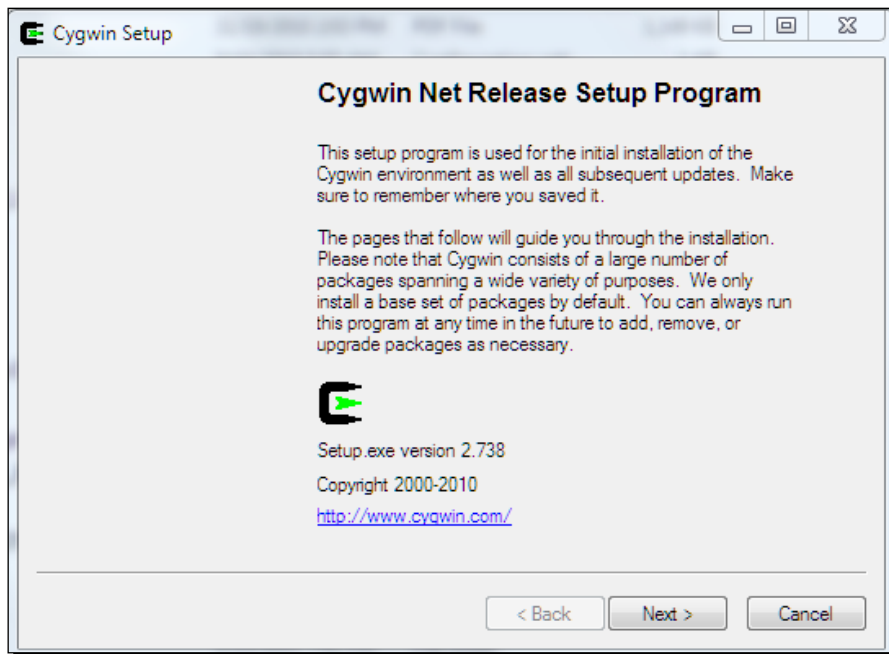 Cygwin Setup
Cygwin Net Release Setup Program
This setup program is used for the initial installation of the
Cygwin environment as well as all subsequent updates.  Make
sure to remember where you saved it.
The pages that follow will guide you through the installation.
Please note that Cygwin consists of a large number of
packages spanning a wide variety of purposes.  We only
install a base set of packages by default.  You can always run
this program at any time in the future to add, remove, or
upgrade packages as necessary.
Setup.exe version 2.738
Copyright 2000-2010
http://www.cygwin.com/
< Back Next > Cancel